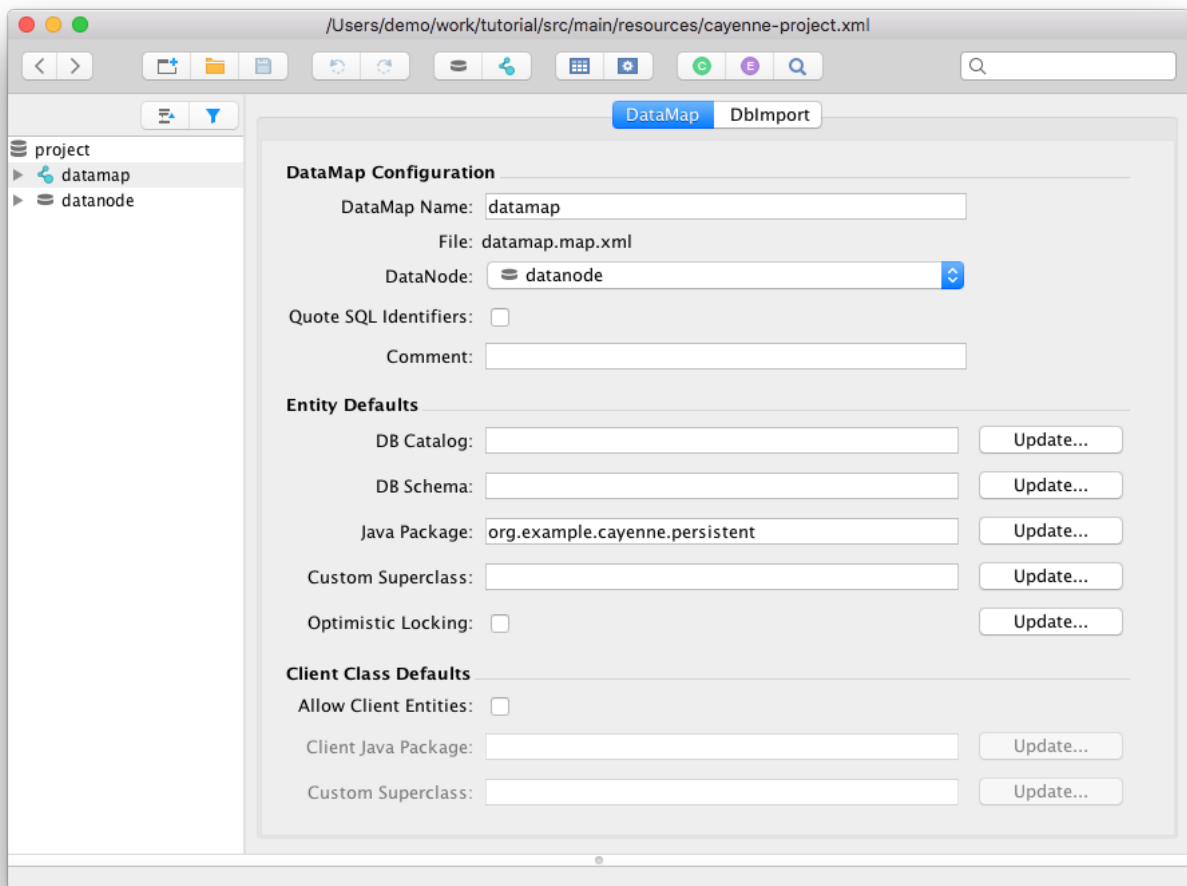 /Users/demo/work/tutorial/src/main/resources/cayenne-project.xml
C E
DataMap DbImport
project
datamap
datanode
DataMap Configuration
DataMap Name: datamap
File: datamap.map.xml
DataNode: datanode
Quote SQL Identifiers:
Comment:
Entity Defaults
DB Catalog: Update...
DB Schema: Update...
Java Package: org.example.cayenne.persistent Update...
Custom Superclass: Update...
Optimistic Locking: Update...
Client Class Defaults
Allow Client Entities:
Client Java Package: Update...
Custom Superclass: Update...